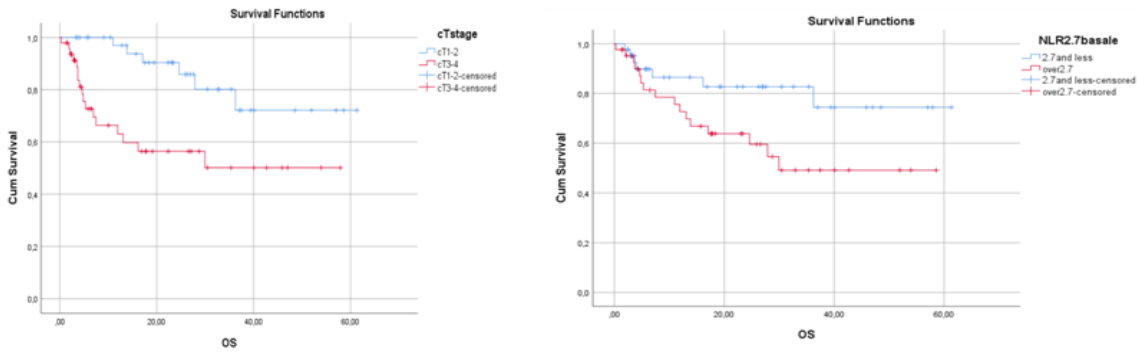 Survival Functions
cTstage
cT1-2
cT3-4
cT1-2-censored
cT3-4-censored
1,0
0,8
0,6
0,4
0,2
0,0
Cum Survival
,00 20,00 40,00 60,00
OS
Survival Functions
NLR2.7basale
2.7and less
over2.7
2.7 and less-censored
over2.7-censored
1,0
0,8
0,6
0,4
0,2
0,0
Cum Survival
,00 20,00 40,00 60,00
OS